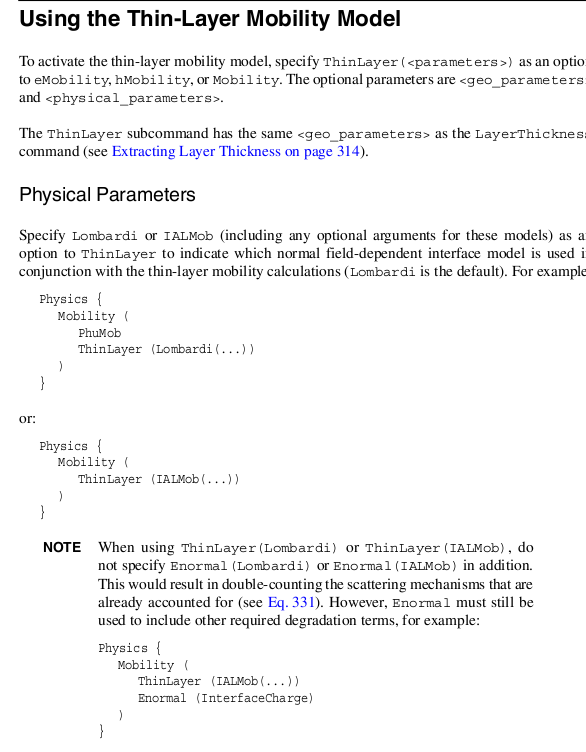 Using the Thin-Layer Mobility Model
To activate the thin-layer mobility model, specify ThinLayer(<parameters>) as an optio
to eMobility, hMobility, or Mobility. The optional parameters are <geo_parameters
and <physical_parameters>.
The ThinLayer subcommand has the same <geo_parameters> as the LayerThickness
command (see Extracting Layer Thickness on page 314).
Physical Parameters
Specify Lombardi or IALMob (including any optional arguments for these models) as a
option to ThinLayer to indicate which normal field-dependent interface model is used i
conjunction with the thin-layer mobility calculations (Lombardi is the default). For example
Physics {
Mobility (
PhuMob
ThinLayer (Lombardi(...))
)
}
or:
Physics {
Mobility (
ThinLayer (IALMob(...))
)
}
NOTE When using ThinLayer(Lombardi) or ThinLayer(IALMob), do
not specify Enormal(Lombardi) or Enormal(IALMob) in addition.
This would result in double-counting the scattering mechanisms that are
already accounted for (see Eq. 331). However, Enormal must still be
used to include other required degradation terms, for example:
Physics {
Mobility (
ThinLayer (IALMob(...))
Enormal (InterfaceCharge)
)
}